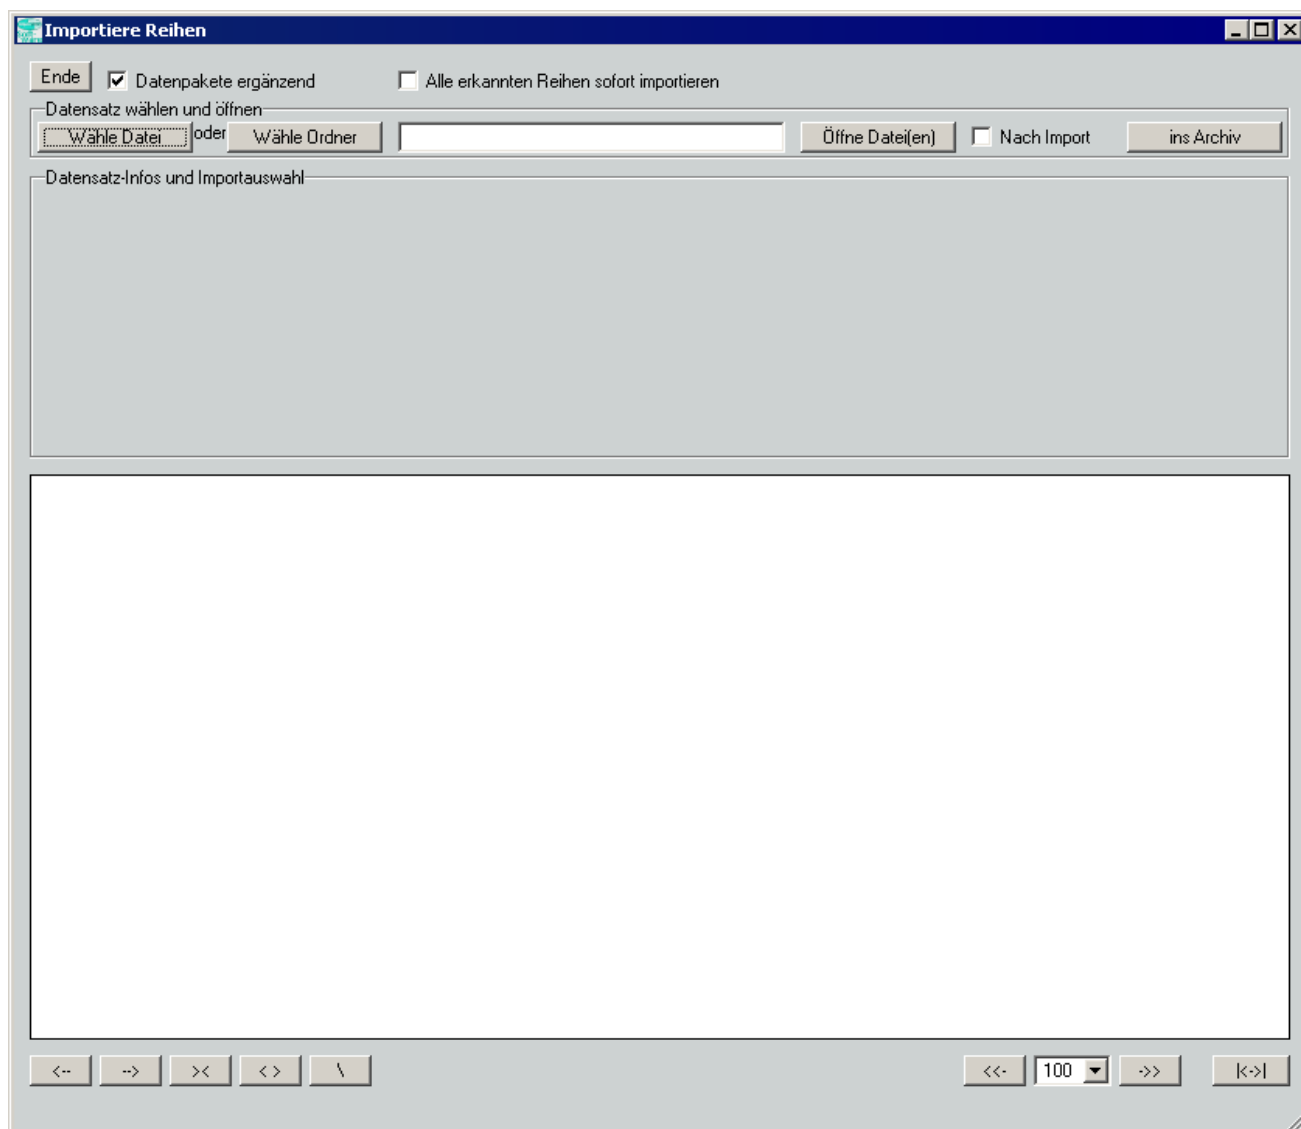 Importiere Reihen
Ende Datenpakete ergänzend Alle erkannten Reihen sofort importieren
Datensatz wählen und öffnen
Wähle Datei oder Wähle Ordner Öffne Datei(en) Nach Import ins Archiv
Datensatz-Infos und Importauswahl
<-- --> >< <> \ <<- 100 ->> |<->|